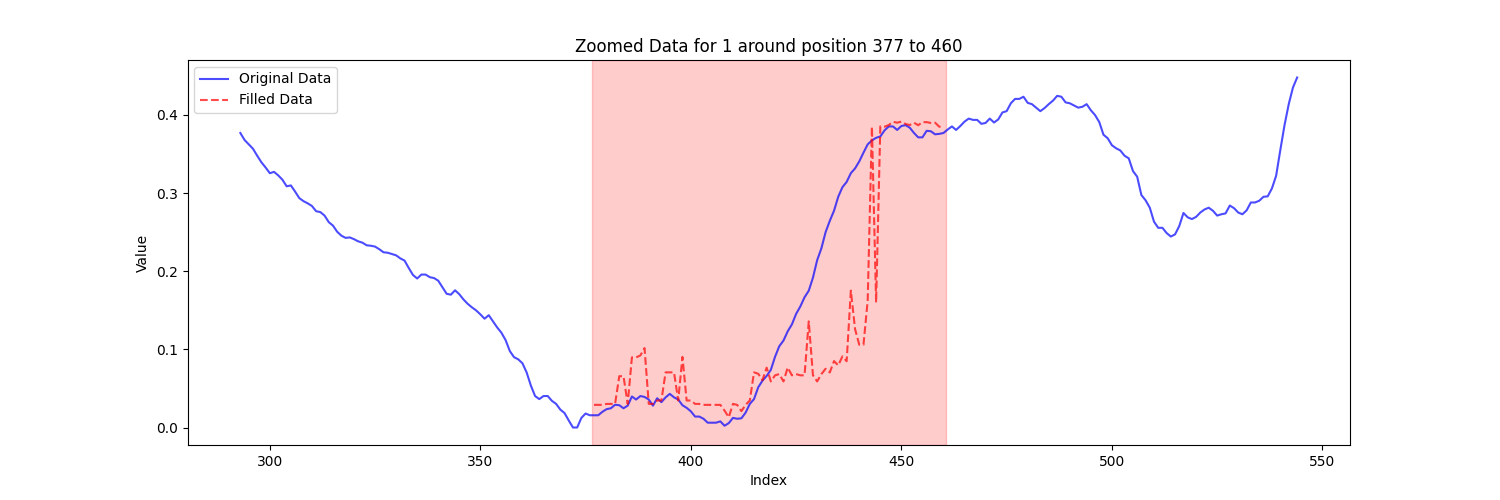 Zoomed Data for 1 around position 377 to 460
Original Data
Filled Data
Value
0.4
0.3
0.2
0.1
0.0
300 350 400 450 500 550
Index